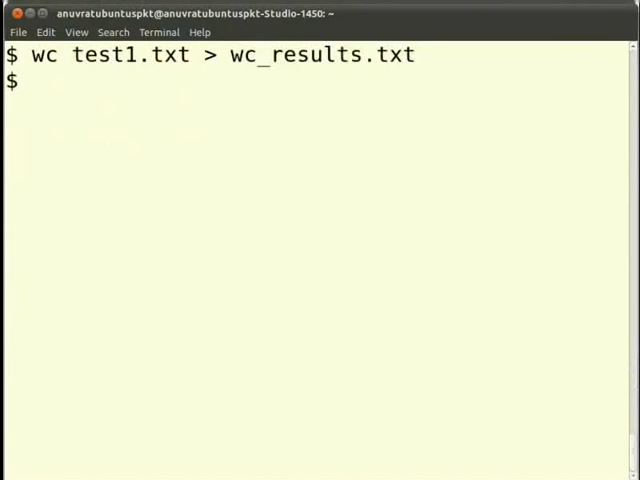 anuvratubuntuspkt@anuvratubuntuspkt-Studio-1450: ~
File Edit View Search Terminal Help
$ wc test1.txt > wc_results.txt
$